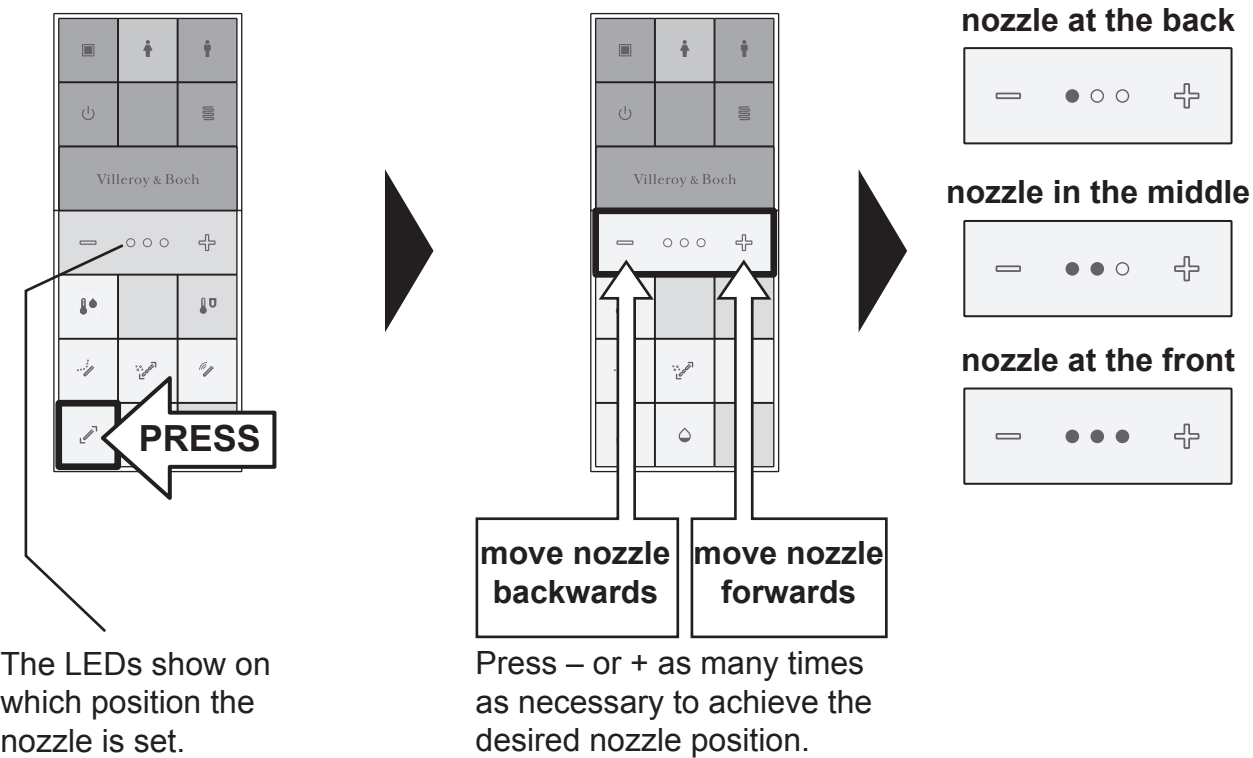 Villeroy & Boch
PRESS
The LEDs show on
which position the
nozzle is set.
Villeroy & Boch
move nozzle
backwards
move nozzle
forwards
Press – or + as many times
as necessary to achieve the
desired nozzle position.
nozzle at the back
nozzle in the middle
nozzle at the front